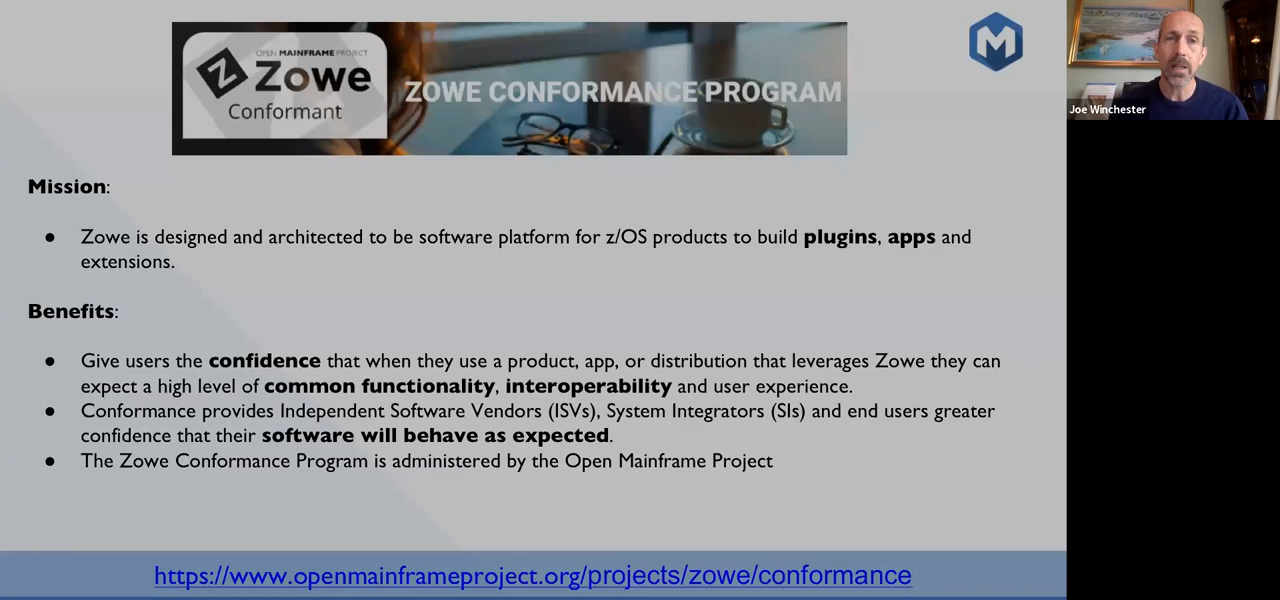 OPEN MAINFRAME PROJECT
Zowe
Conformant
ZOWE CONFORMANCE PROGRAM
Joe Winchester
Mission:
● Zowe is designed and architected to be software platform for z/OS products to build plugins, apps and
extensions.
Benefits:
● Give users the confidence that when they use a product, app, or distribution that leverages Zowe they can
expect a high level of common functionality, interoperability and user experience.
● Conformance provides Independent Software Vendors (ISVs), System Integrators (SIs) and end users greater
confidence that their software will behave as expected.
● The Zowe Conformance Program is administered by the Open Mainframe Project
https://www.openmainframeproject.org/projects/zowe/conformance